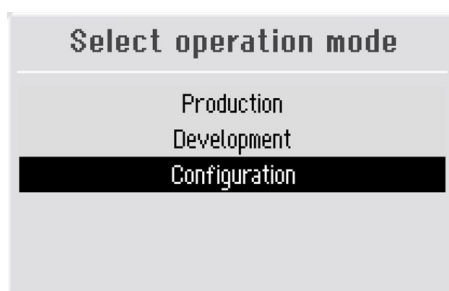 Select operation mode
Production
Development
Configuration